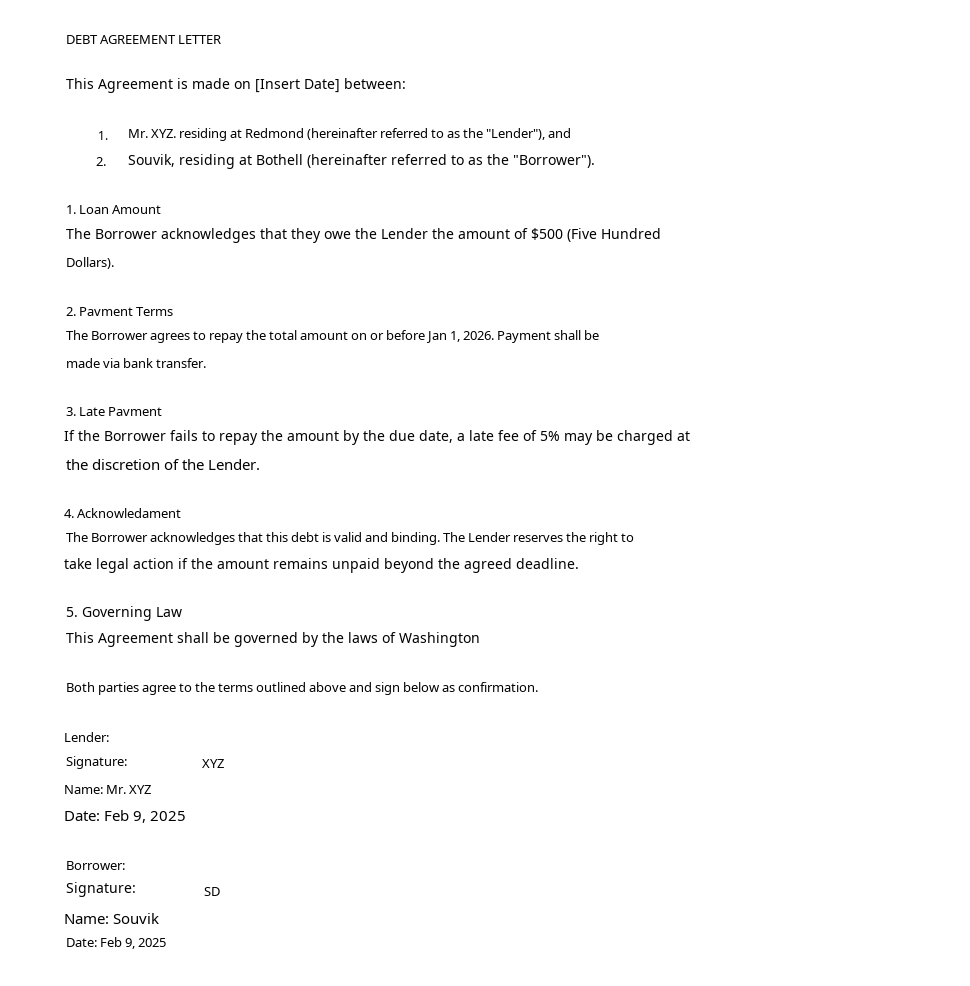 DEBT AGREEMENT LETTER
This Agreement is made on [Insert Date] between:
1. Mr. XYZ. residing at Redmond (hereinafter referred to as the "Lender"), and
2. Souvik, residing at Bothell (hereinafter referred to as the "Borrower").
1. Loan Amount
The Borrower acknowledges that they owe the Lender the amount of $500 (Five Hundred
Dollars).
2. Pavment Terms
The Borrower agrees to repay the total amount on or before Jan 1, 2026. Payment shall be
made via bank transfer.
3. Late Pavment
If the Borrower fails to repay the amount by the due date, a late fee of 5% may be charged at
the discretion of the Lender.
4. Acknowledament
The Borrower acknowledges that this debt is valid and binding. The Lender reserves the right to
take legal action if the amount remains unpaid beyond the agreed deadline.
5. Governing Law
This Agreement shall be governed by the laws of Washington
Both parties agree to the terms outlined above and sign below as confirmation.
Lender:
Signature: XYZ
Name: Mr. XYZ
Date: Feb 9, 2025
Borrower:
Signature: SD
Name: Souvik
Date: Feb 9, 2025